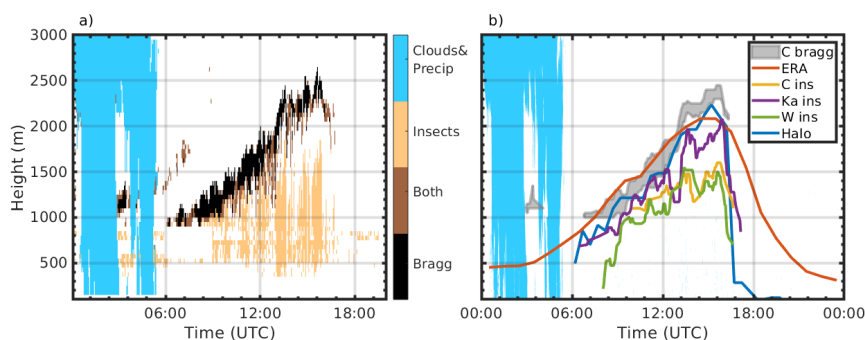 a)
3000
2500
2000
1500
1000
500
Height (m)
06:00
12:00
18:00
Time (UTC)
Clouds&
Precip
Insects
Both
Bragg
b)
C bragg
ERA
C ins
Ka ins
W ins
Halo
00:00
06:00
12:00
18:00
00:00
Time (UTC)